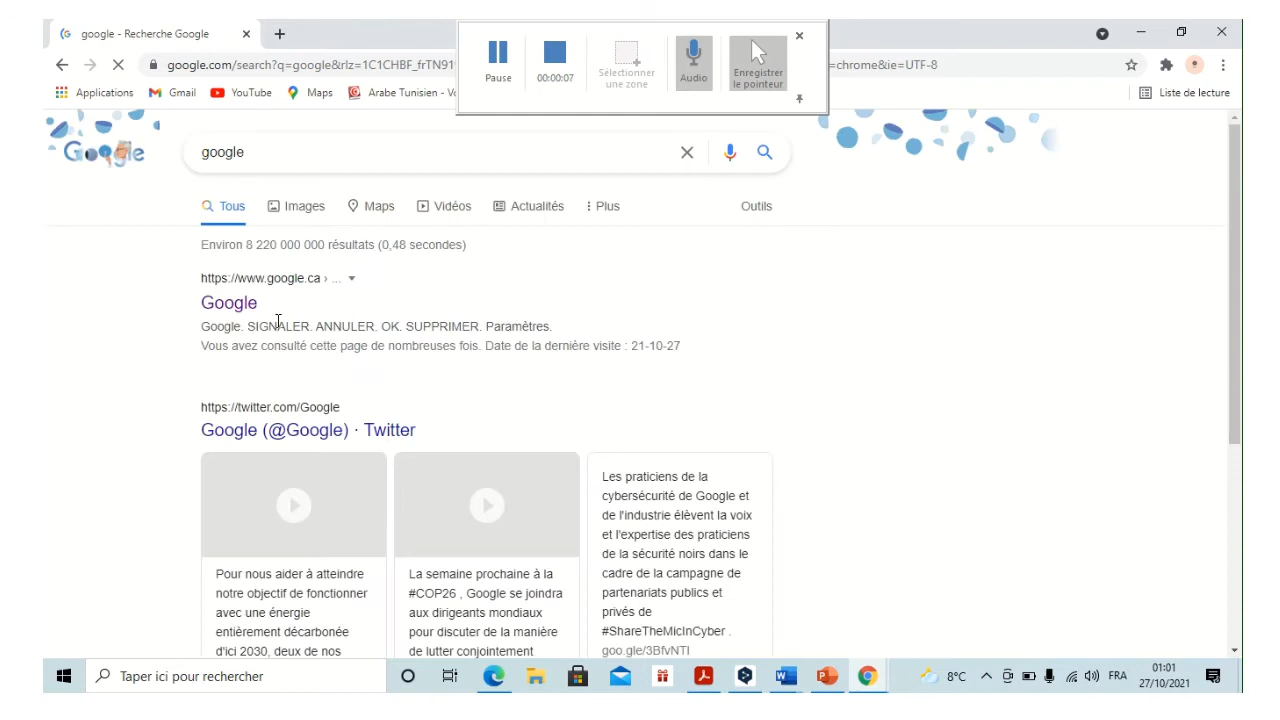 google - Recherche Google
google.com/search?q=google&rlz=1C1CHBF_frTN91
=chrome&ie=UTF-8
Pause
00:00:07
Sélectionner
une zone
Audio
Enregistrer
le pointeur
Applications
Gmail
YouTube
Maps
Arabe Tunisien -
Liste de lecture
Google
google
Tous
Images
Maps
Vidéos
Actualités
Plus
Outils
Environ 8 220 000 000 résultats (0,48 secondes)
https://www.google.ca › ...
Google
Google. SIGNALER. ANNULER. OK. SUPPRIMER. Paramètres.
Vous avez consulté cette page de nombreuses fois. Date de la dernière visite : 21-10-27
https://twitter.com/Google
Google (@Google) · Twitter
Pour nous aider à atteindre
notre objectif de fonctionner
avec une énergie
entièrement décarbonée
d'ici 2030, deux de nos
La semaine prochaine à la
#COP26 , Google se joindra
aux dirigeants mondiaux
pour discuter de la manière
de lutter conjointement
Les praticiens de la
cybersécurité de Google et
de l'industrie élèvent la voix
et l'expertise des praticiens
de la sécurité noirs dans le
cadre de la campagne de
partenariats publics et
privés de
#ShareTheMicInCyber .
goo.gle/3BfvNTI
Taper ici pour rechercher
8°C
FRA
01:01
27/10/2021